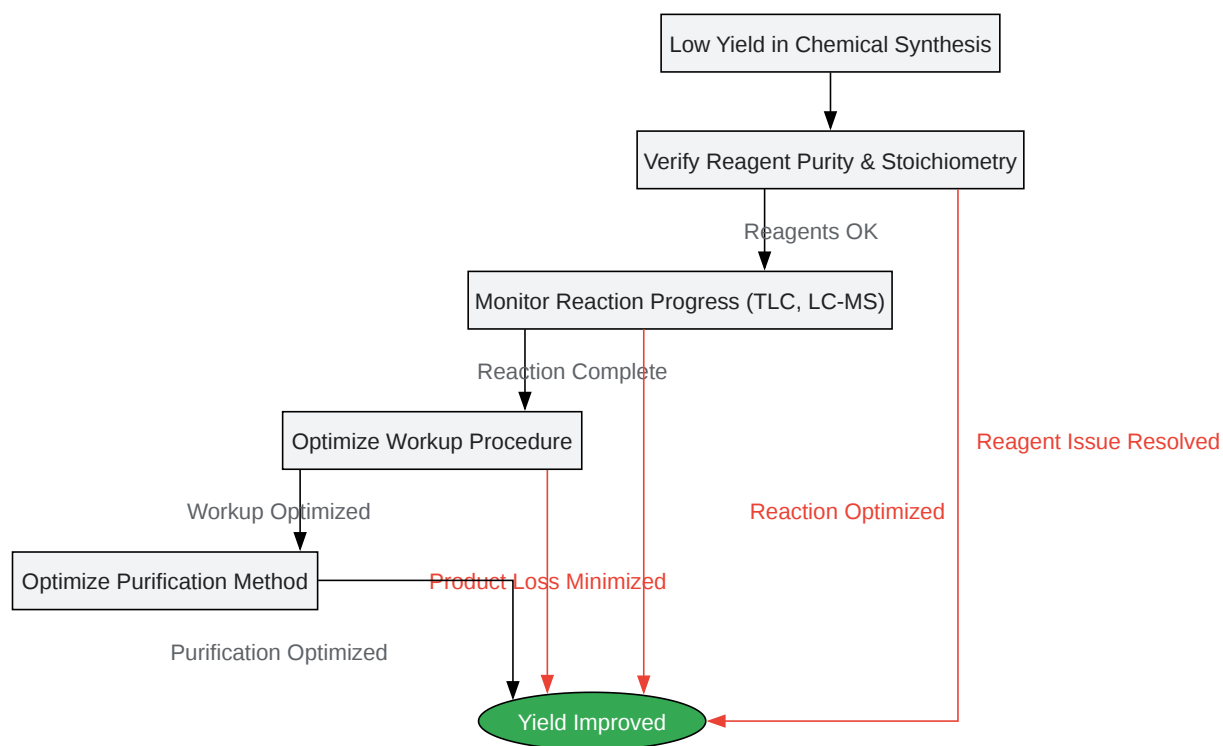 Low Yield in Chemical Synthesis
Verify Reagent Purity & Stoichiometry
Reagents OK
Monitor Reaction Progress (TLC, LC-MS)
Reaction Complete
Optimize Workup Procedure
Reagent Issue Resolved
Workup Optimized
Reaction Optimized
Optimize Purification Method
Product Loss Minimized
Purification Optimized
Yield Improved